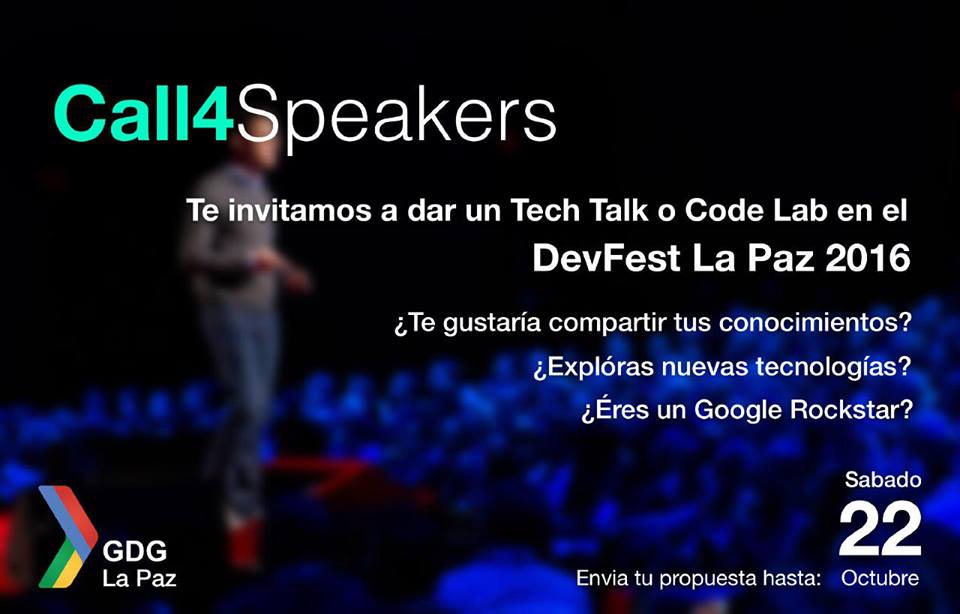 Call4Speakers
Te invitamos a dar un Tech Talk o Code Lab en el
DevFest La Paz 2016
¿Te gustaría compartir tus conocimientos?
¿Explóras nuevas tecnologías?
¿Éres un Google Rockstar?
GDG
La Paz
Sabado
22
Envia tu propuesta hasta: Octubre